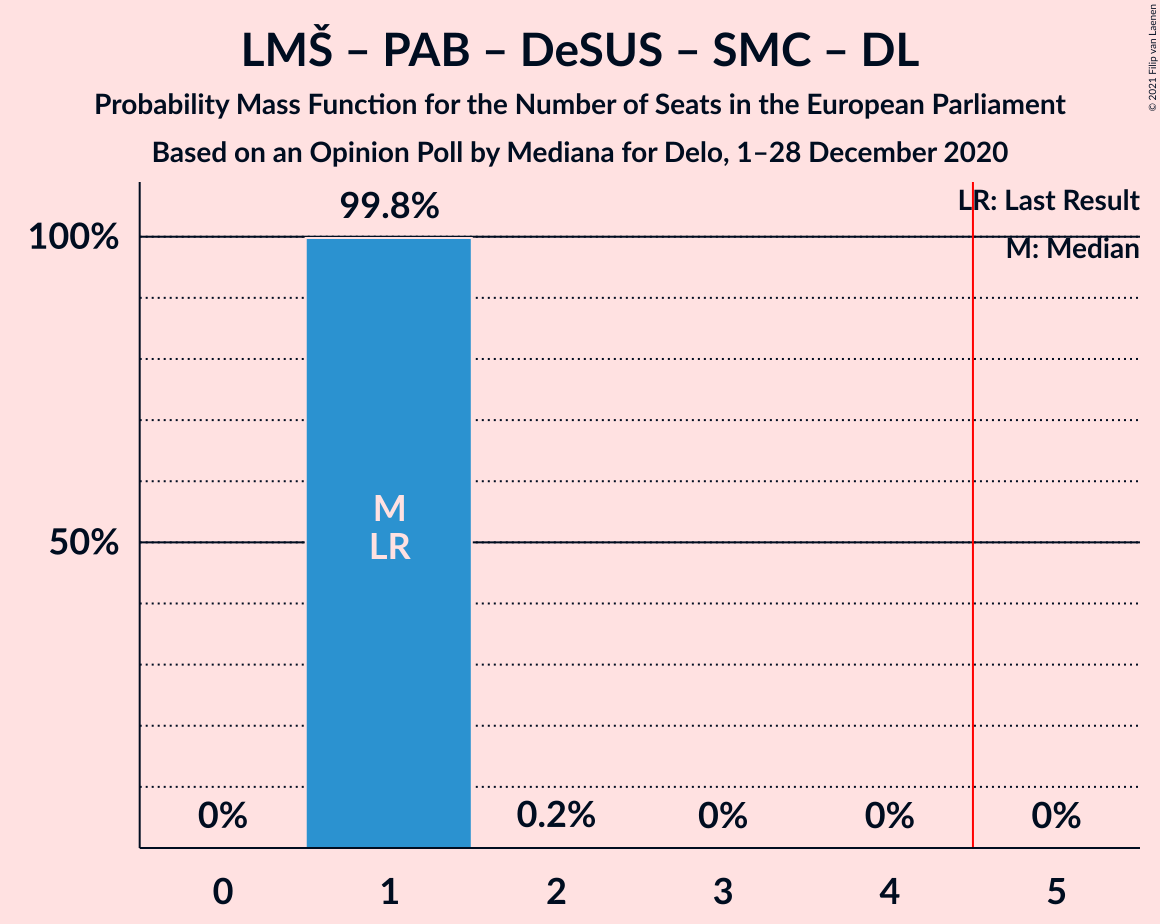 LMŠ – PAB – DeSUS – SMC – DL
Probability Mass Function for the Number of Seats in the European Parliament
Based on an Opinion Poll by Mediana for Delo, 1–28 December 2020
© 2021 Filip van Laenen
LR: Last Result
M: Median
99.8%
100%
M
LR
50%
0%
0.2%
0%
0%
0%
0
1
2
3
4
5